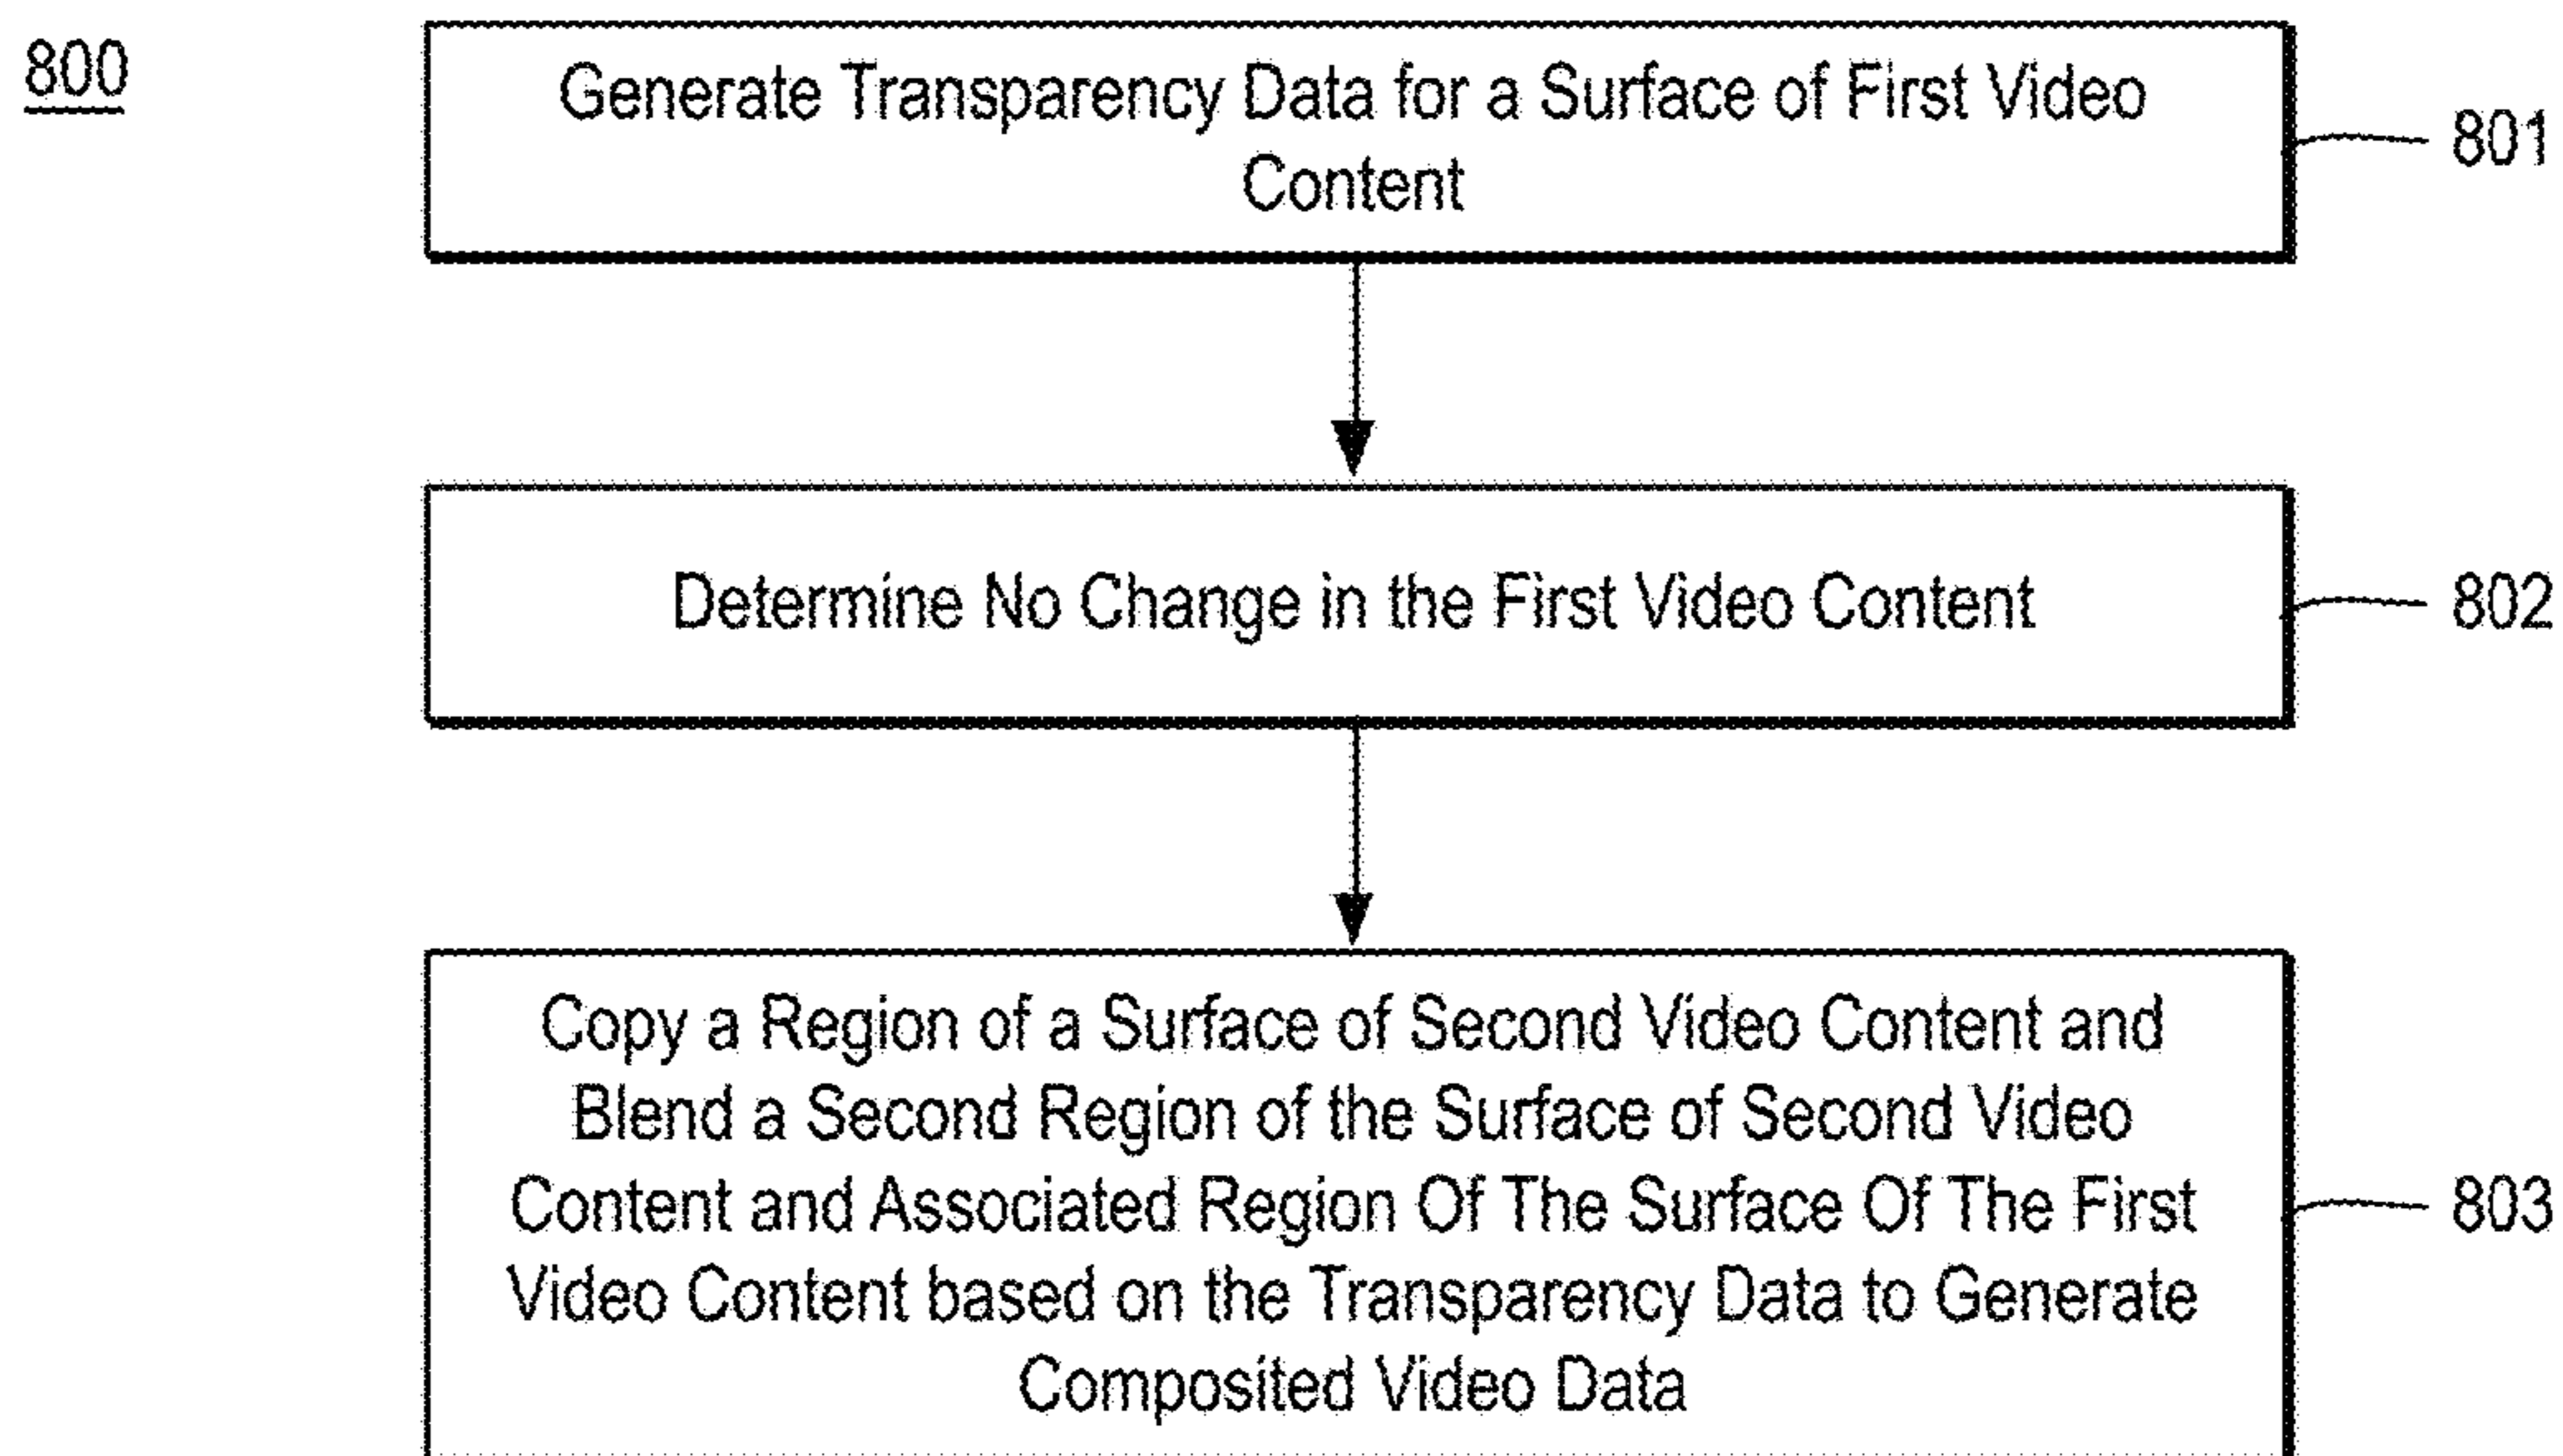 800
Generate Transparency Data for a Surface of First Video
Content
801
Determine No Change in the First Video Content
802
Copy a Region of a Surface of Second Video Content and
Blend a Second Region of the Surface of Second Video
Content and Associated Region Of The Surface Of The First
Video Content based on the Transparency Data to Generate
Composited Video Data
803